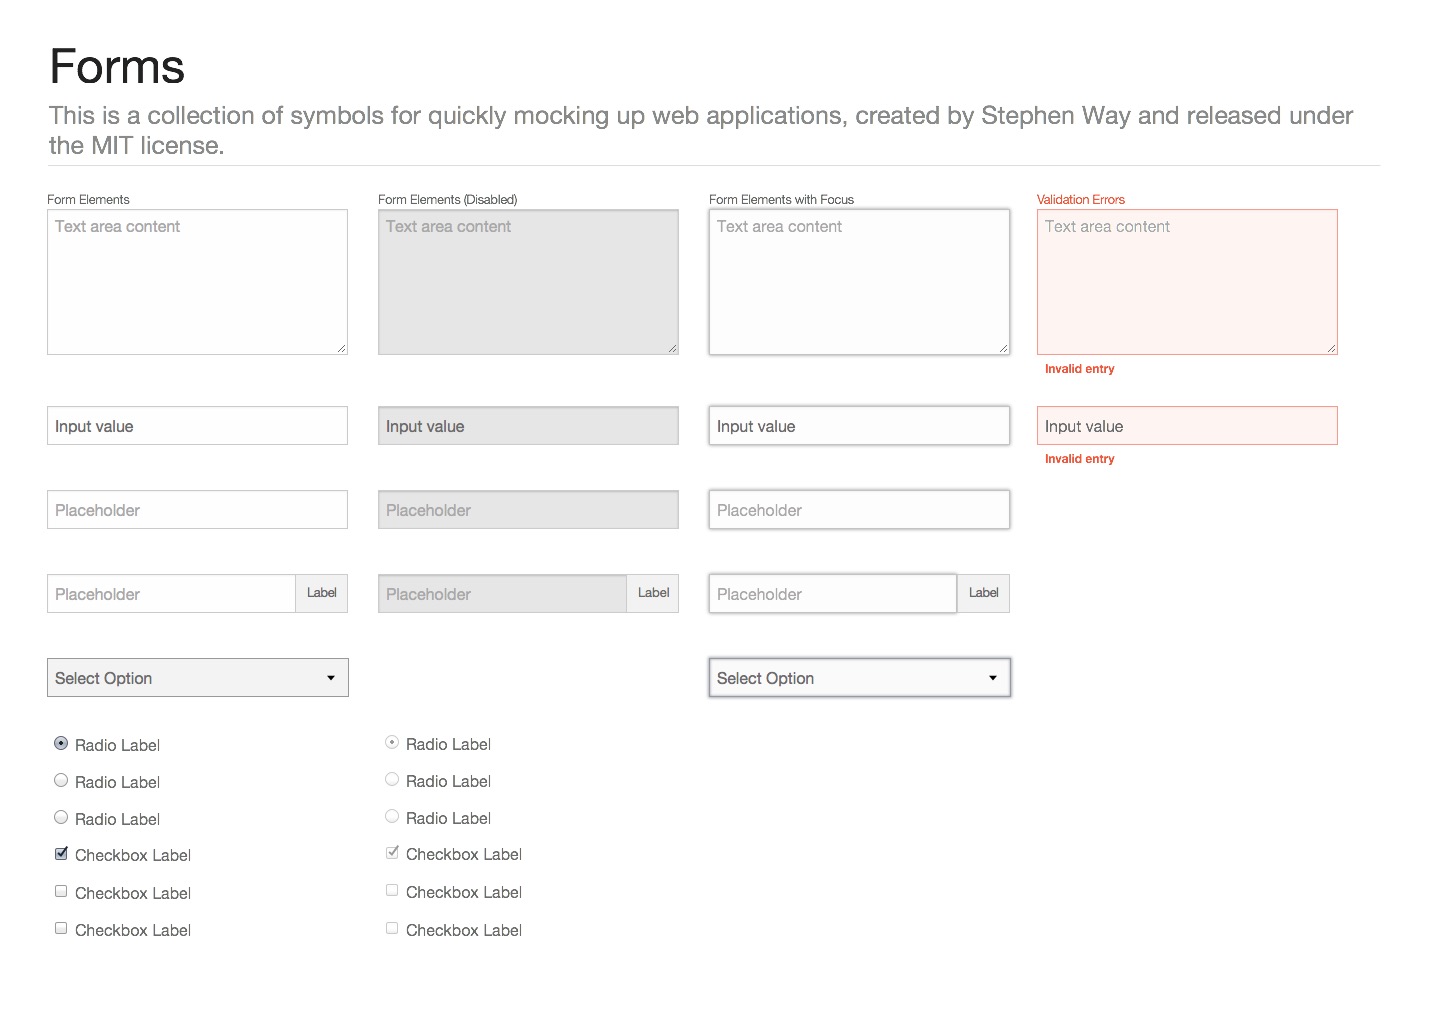 Forms
This is a collection of symbols for quickly mocking up web applications, created by Stephen Way and released under
the MIT license.
Form Elements
Form Elements (Disabled)
Form Elements with Focus
Validation Errors
Text area content
Text area content
Text area content
Text area content
Invalid entry
Input value
Input value
Input value
Input value
Invalid entry
Placeholder
Placeholder
Placeholder
Placeholder Label
Placeholder Label
Placeholder Label
Select Option
Select Option
Radio Label
Radio Label
Radio Label
Radio Label
Radio Label
Radio Label
Checkbox Label
Checkbox Label
Checkbox Label
Checkbox Label
Checkbox Label
Checkbox Label